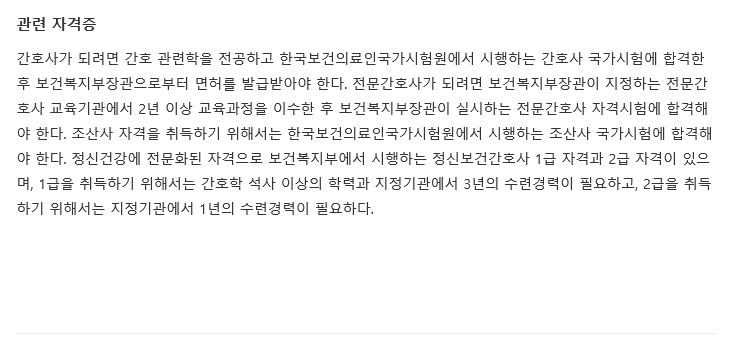 관련 자격증
간호사가 되려면 간호 관련학을 전공하고 한국보건의료인국가시험원에서 시행하는 간호사 국가시험에 합격한
후 보건복지부장관으로부터 면허를 발급받아야 한다. 전문간호사가 되려면 보건복지부장관이 지정하는 전문간
호사 교육기관에서 2년 이상 교육과정을 이수한 후 보건복지부장관이 실시하는 전문간호사 자격시험에 합격해
야 한다. 조산사 자격을 취득하기 위해서는 한국보건의료인국가시험원에서 시행하는 조산사 국가시험에 합격해
야 한다. 정신건강에 전문화된 자격으로 보건복지부에서 시행하는 정신보건간호사 1급 자격과 2급 자격이 있으
며, 1급을 취득하기 위해서는 간호학 석사 이상의 학력과 지정기관에서 3년의 수련경력이 필요하고, 2급을 취득
하기 위해서는 지정기관에서 1년의 수련경력이 필요하다.